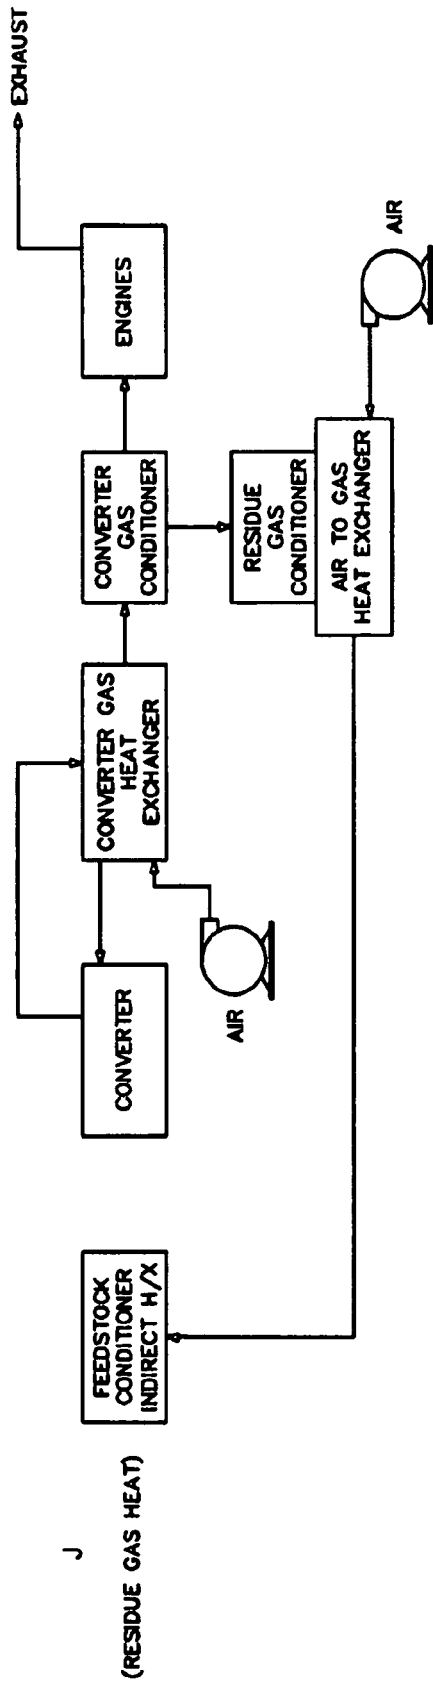 J
(RESIDUE GAS HEAT)
FEEDSTOCK
CONDITIONER
INDIRECT H/X
CONVERTER
AIR
CONVERTER GAS
HEAT
EXCHANGER
CONVERTER
GAS
CONDITIONER
ENGINES
EXHAUST
RESIDUE
GAS
CONDITIONER
AIR TO GAS
HEAT EXCHANGER
AIR